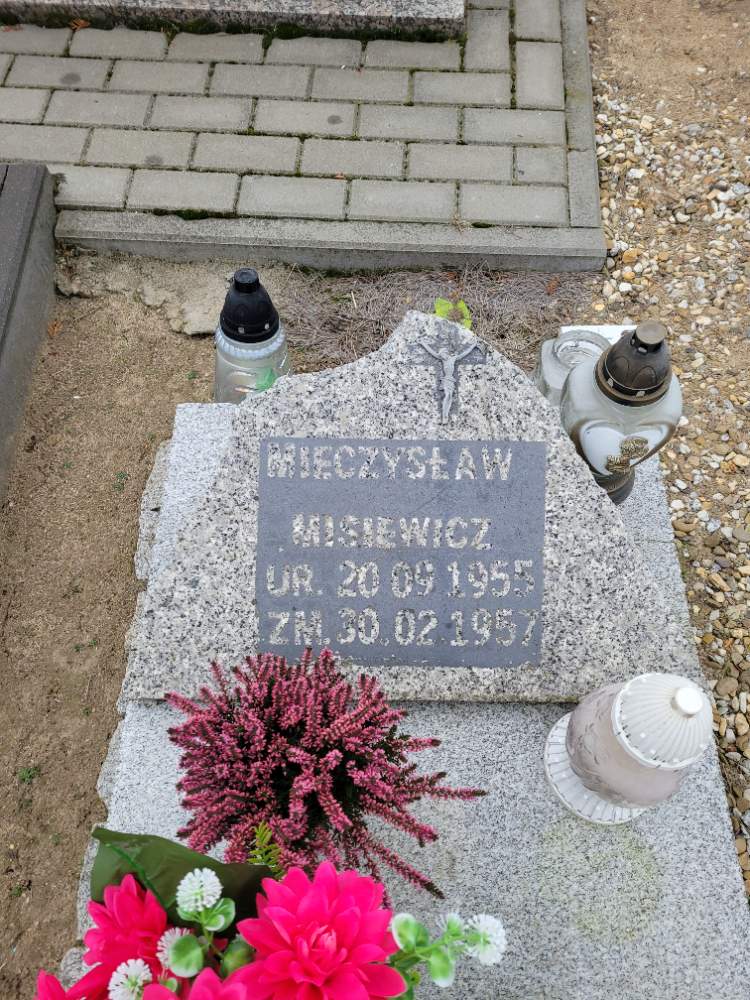 MIECZYSŁAW
MISIEWICZ
UR. 20.09.1955
ZM. 30.02.1957